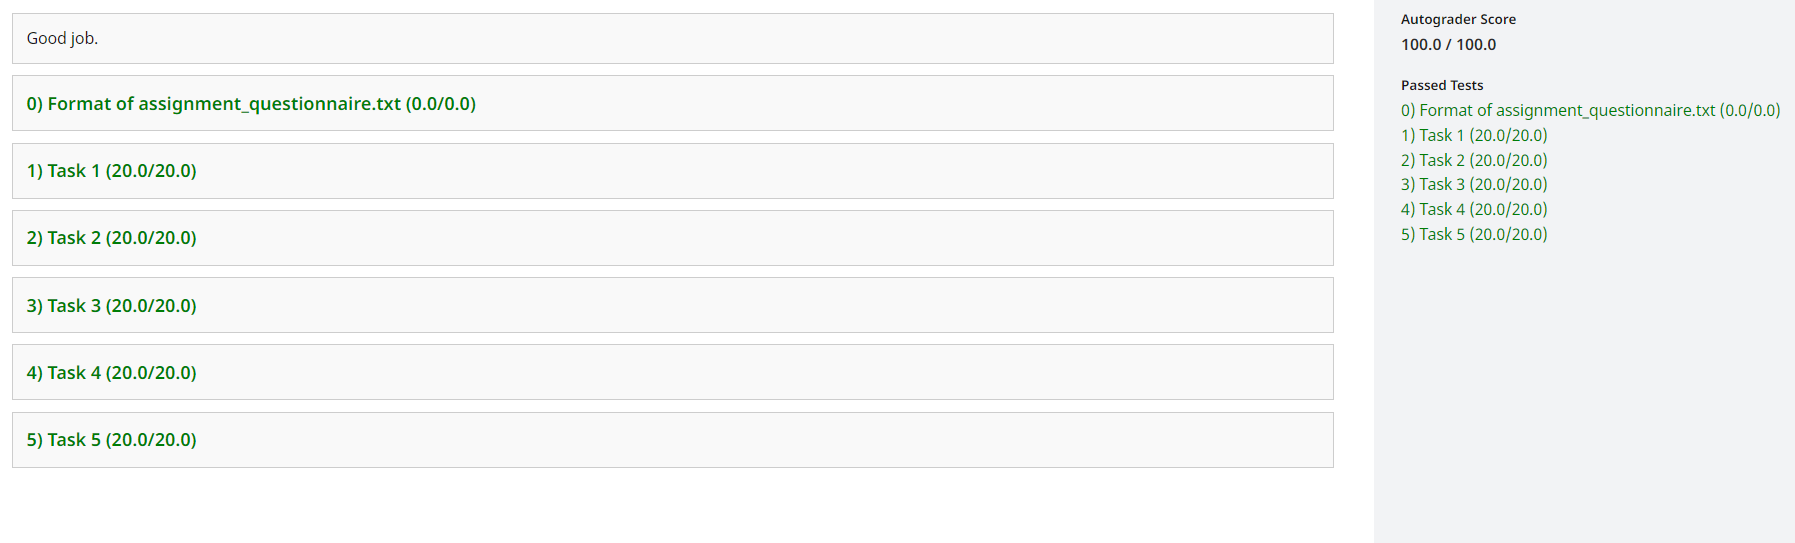 Good job.
0) Format of assignment_questionnaire.txt (0.0/0.0)
1) Task 1 (20.0/20.0)
2) Task 2 (20.0/20.0)
3) Task 3 (20.0/20.0)
4) Task 4 (20.0/20.0)
5) Task 5 (20.0/20.0)
Autograder Score
100.0 / 100.0
Passed Tests
0) Format of assignment_questionnaire.txt (0.0/0.0)
1) Task 1 (20.0/20.0)
2) Task 2 (20.0/20.0)
3) Task 3 (20.0/20.0)
4) Task 4 (20.0/20.0)
5) Task 5 (20.0/20.0)